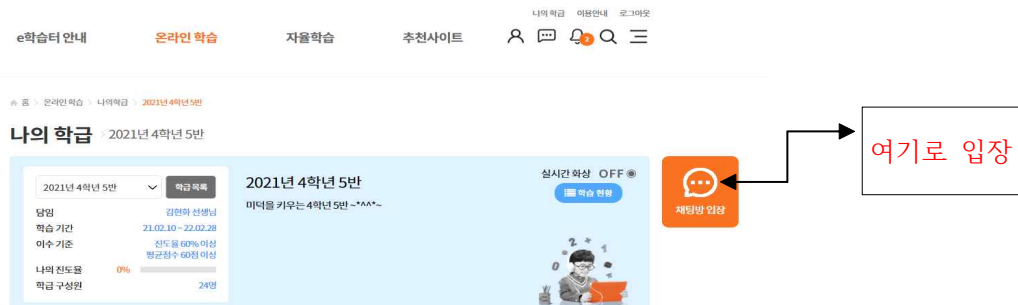 나의 학급 이용안내 로그아웃
e학습터 안내 온라인 학습 자율학습 추천사이트 2
홈 > 온라인 학습 > 나의학급 > 2021년 4학년 5반
나의 학급 > 2021년 4학년 5반
2021년 4학년 5반 학급목록
담임 김현화 선생님
학습 기간 21.02.10 ~ 22.02.28
이수 기준 진도율 60% 이상
평균점수 60점 이상
나의 진도율 0%
학급 구성원 24명
2021년 4학년 5반
미덕을 키우는 4학년 5반 ~*^^*~
실시간 화상 OFF
학습 현황
2 + 1
0
채팅방 입장
여기로 입장